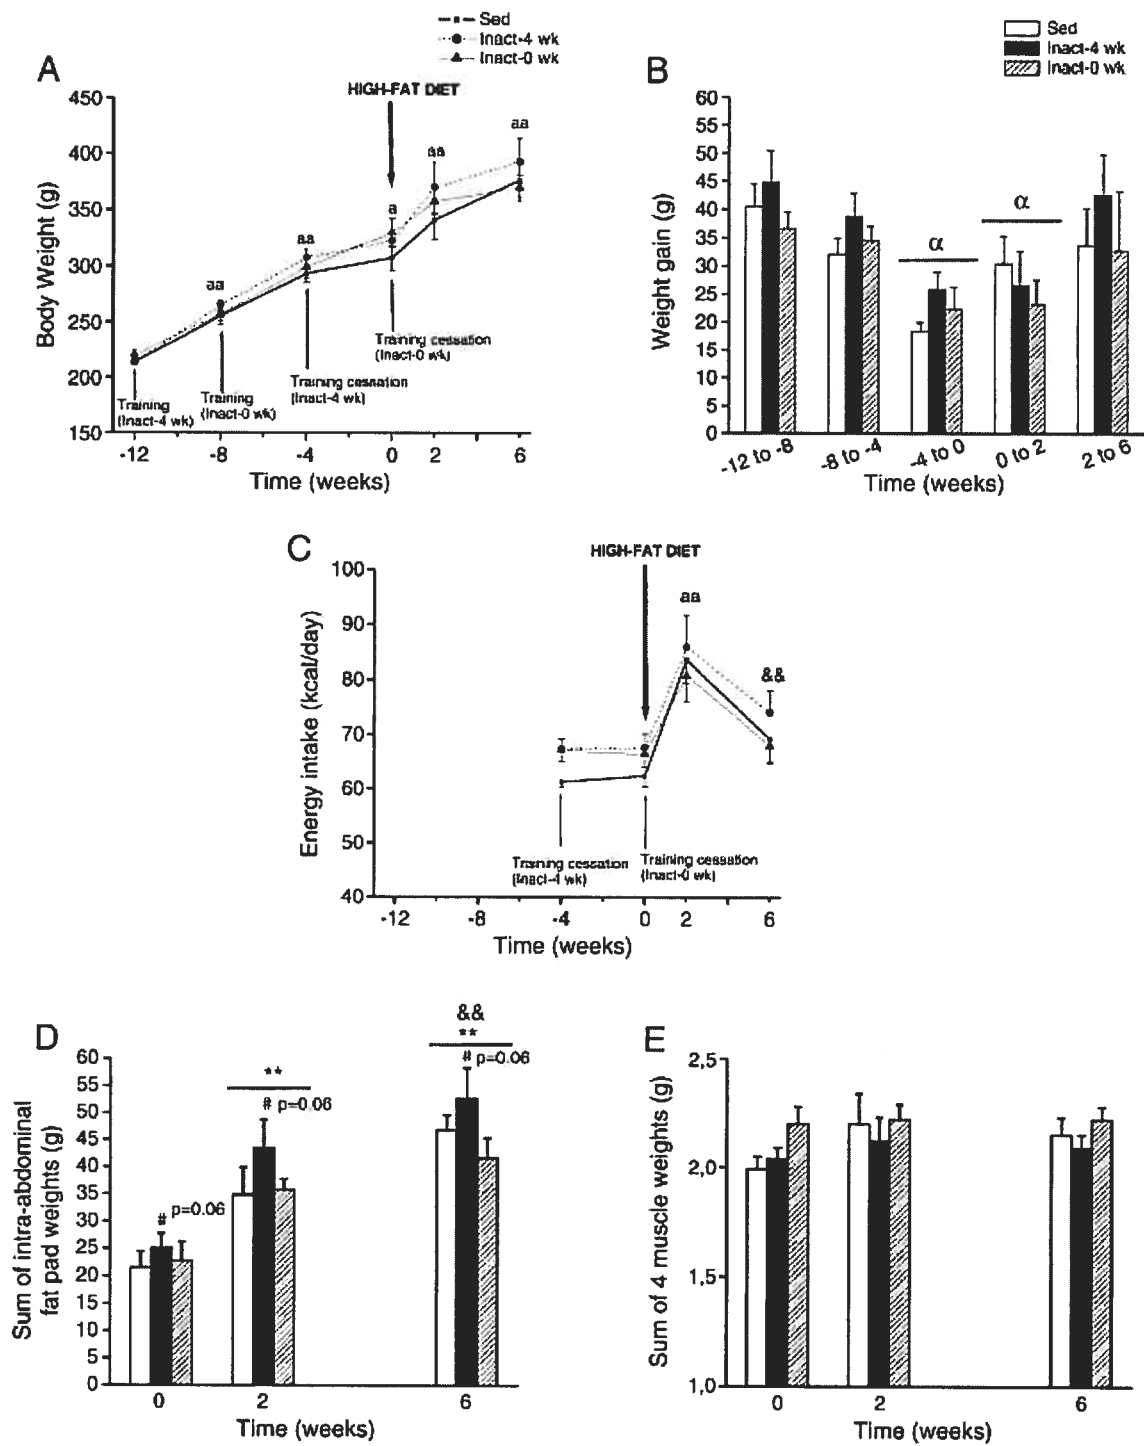 Sed
Inact-4 wk
Inact-0 wk
A
HIGH-FAT DIET
450
400
350
300
250
200
150
Body Weight (g)
aa
aa
a
aa
aa
Training
(Inact-4 wk)
Training
(Inact-0 wk)
Training cessation
(Inact-4 wk)
Training cessation
(Inact-0 wk)
-12
-8
-4
0
2
6
Time (weeks)
Sed
Inact-4 wk
Inact-0 wk
B
60
55
50
45
40
35
30
25
20
15
10
5
0
Weight gain (g)
α
α
-12 to -8
-8 to -4
-4 to 0
0 to 2
2 to 6
Time (weeks)
C
HIGH-FAT DIET
100
90
80
70
60
50
40
Energy intake (kcal/day)
aa
&&
Training cessation
(Inact-4 wk)
Training cessation
(Inact-0 wk)
-12
-8
-4
0
2
6
Time (weeks)
D
60
55
50
45
40
35
30
25
20
15
10
5
0
Sum of intra-abdominal
fat pad weights (g)
# p=0.06
**
# p=0.06
&&
**
# p=0.06
0
2
6
Time (weeks)
E
2,5
2,0
1,5
1,0
Sum of 4 muscle weights (g)
0
2
6
Time (weeks)